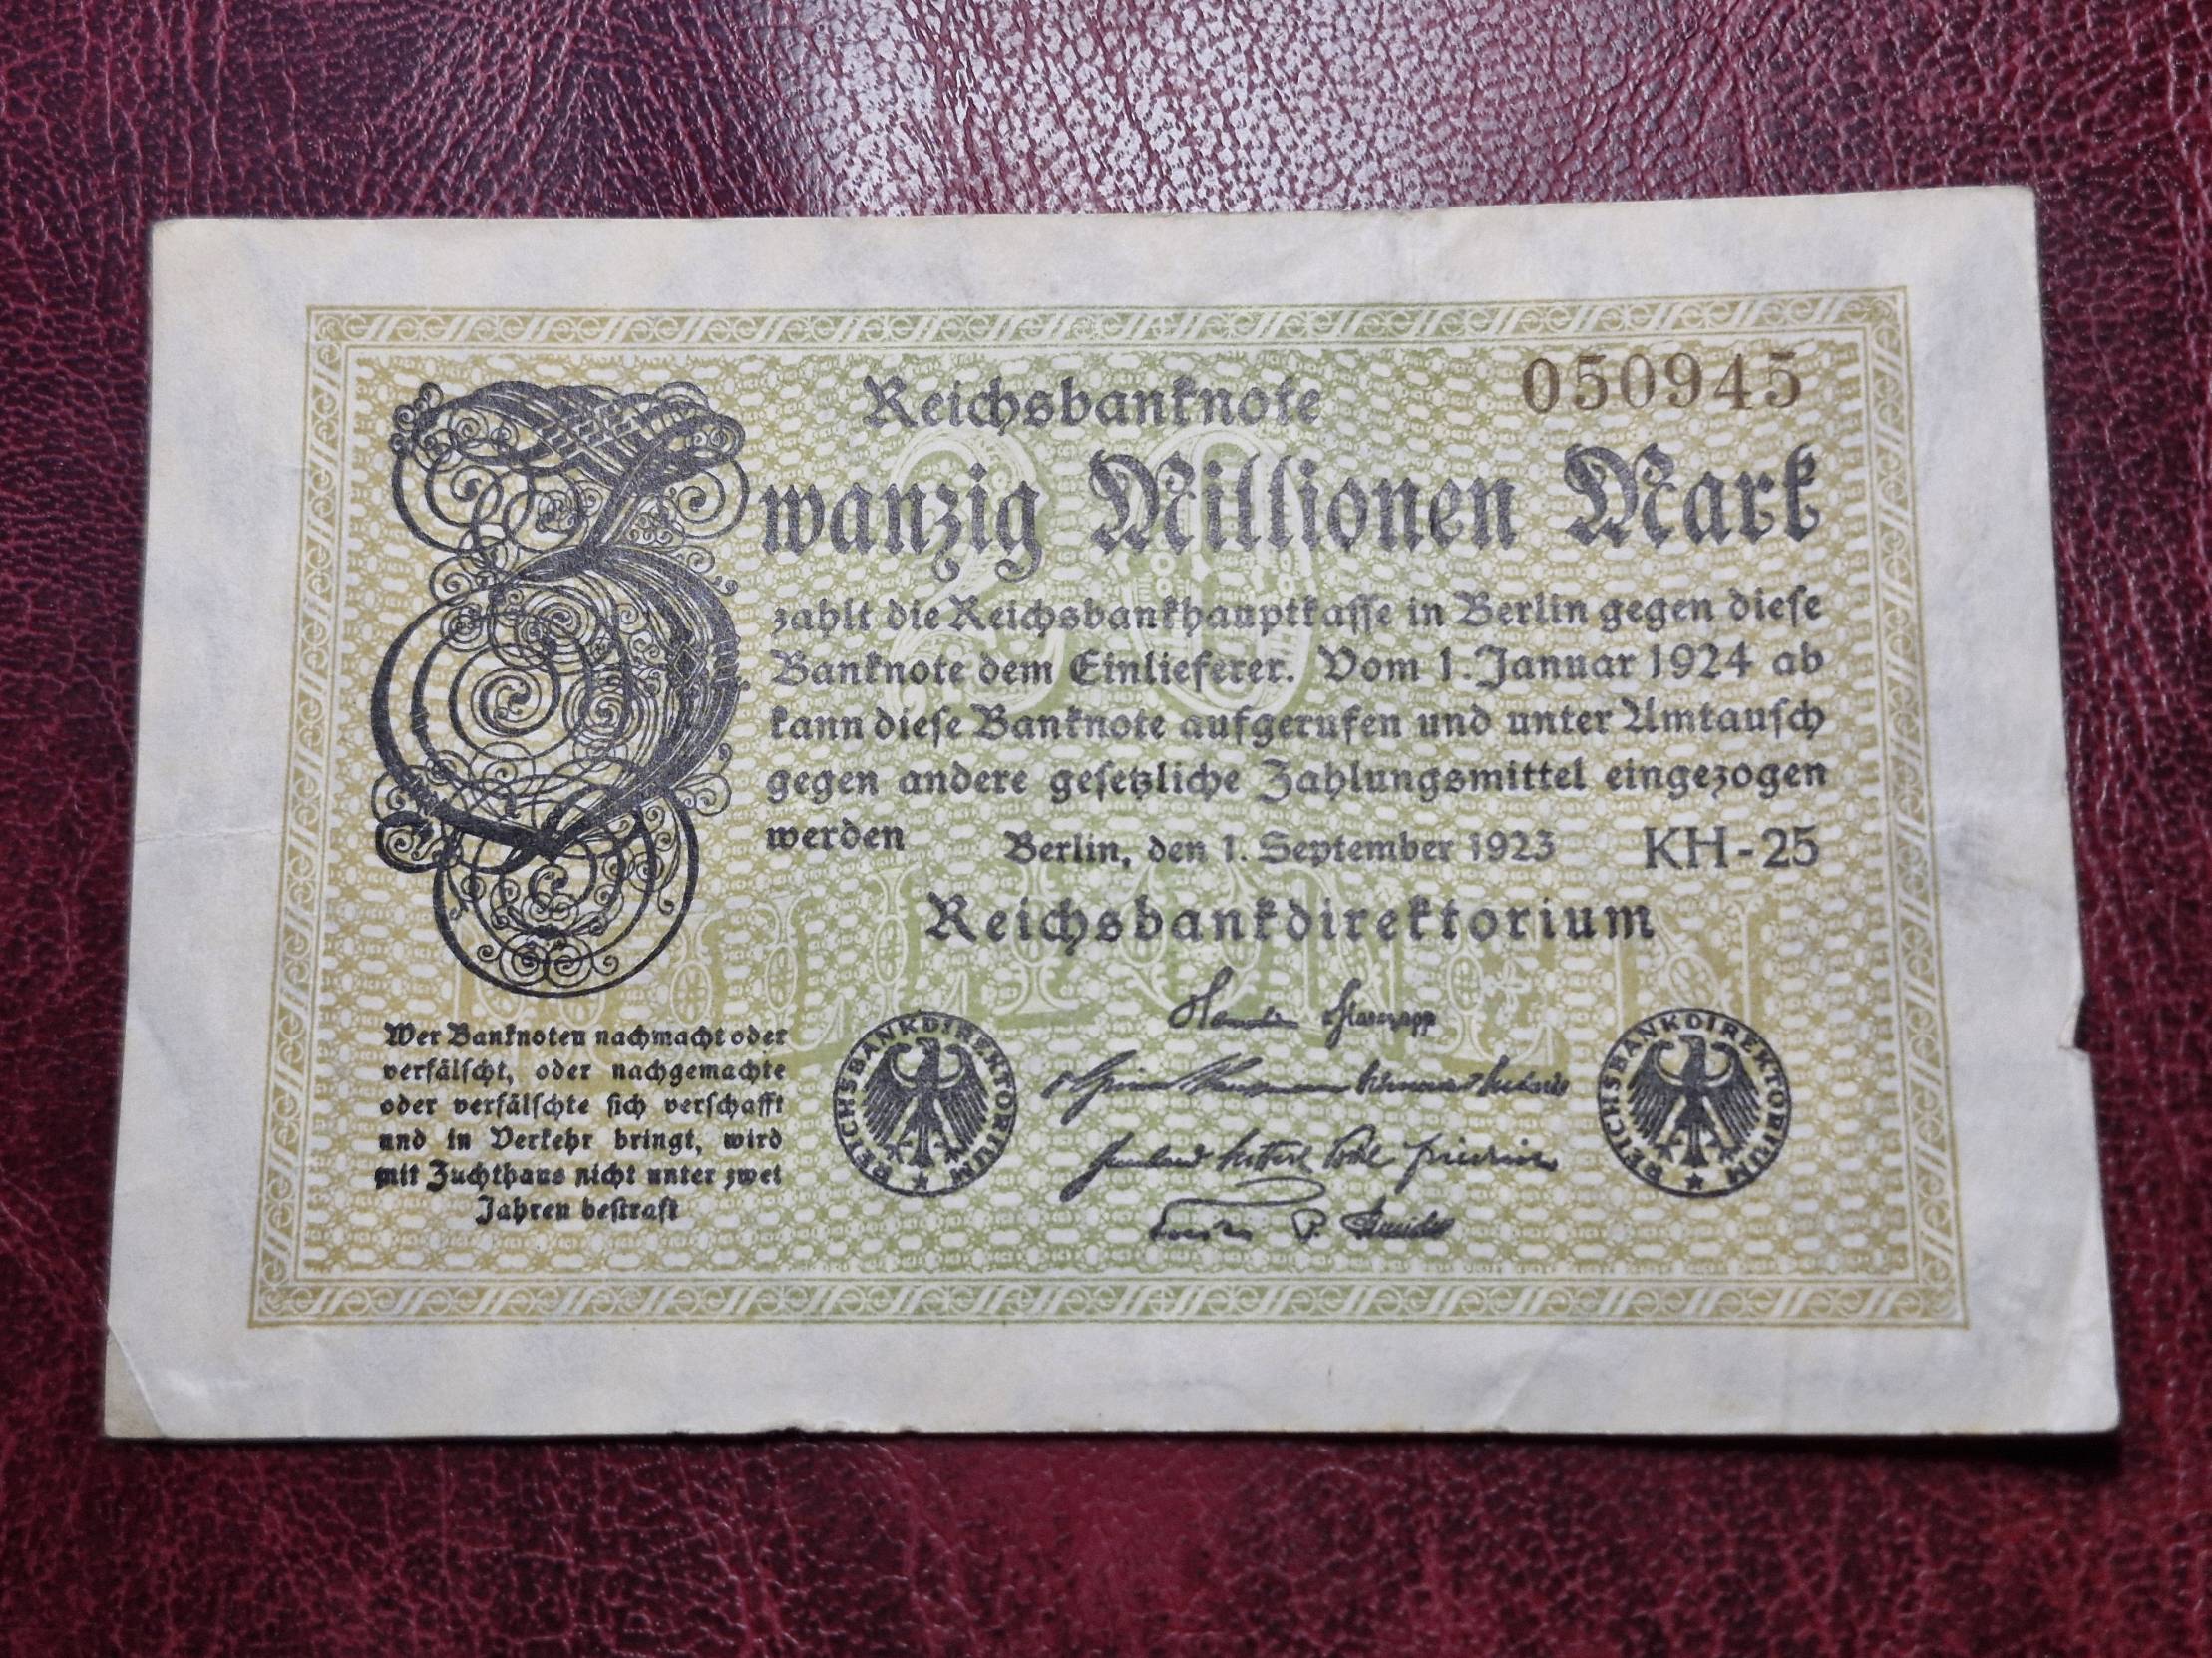 Reichsbanknote
050945
Zwanzig Millionen Mark
zahlt die Reichsbankhauptkasse in Berlin gegen diese
Banknote dem Einlieferer. Vom 1. Januar 1924 ab
kann diese Banknote aufgerufen und unter Umtausch
gegen andere gesetzliche Zahlungsmittel eingezogen
werden
Berlin, den 1. September 1923
KH-25
Reichsbankdirektorium
Wer Banknoten nachmacht oder
verfälscht, oder nachgemachte
oder verfälschte sich verschafft
und in Verkehr bringt, wird
mit Zuchthaus nicht unter zwei
Jahren bestraft
REICHSBANKDIREKTORIUM
REICHSBANKDIREKTORIUM
20
MILLIONEN